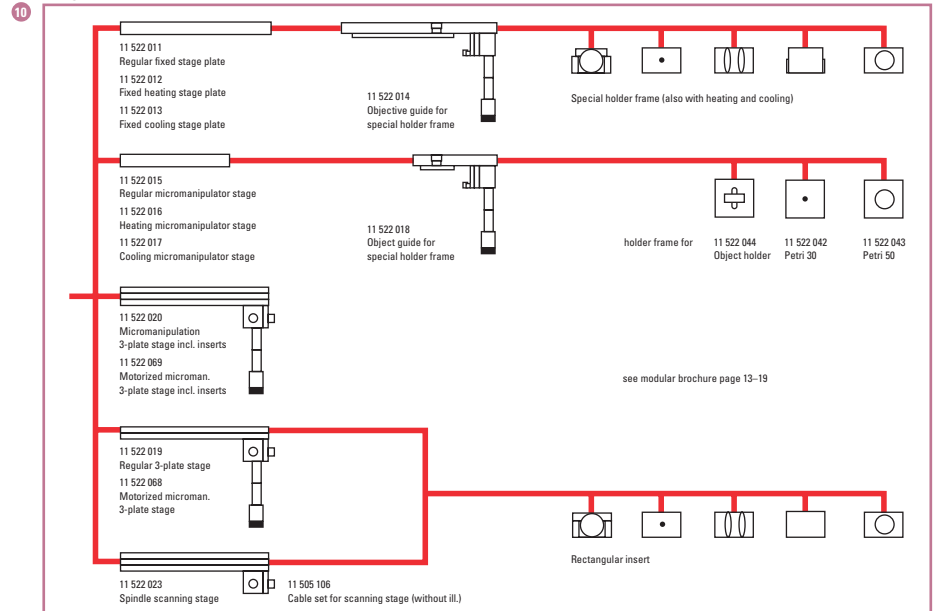 10
11 522 011
Regular fixed stage plate
11 522 012
Fixed heating stage plate
11 522 013
Fixed cooling stage plate
11 522 014
Objective guide for
special holder frame
Special holder frame (also with heating and cooling)
11 522 015
Regular micromanipulator stage
11 522 016
Heating micromanipulator stage
11 522 017
Cooling micromanipulator stage
11 522 018
Object guide for
special holder frame
holder frame for
11 522 044
Object holder
11 522 042
Petri 30
11 522 043
Petri 50
11 522 020
Micromanipulation
3-plate stage incl. inserts
11 522 069
Motorized microman.
3-plate stage incl. inserts
see modular brochure page 13–19
11 522 019
Regular 3-plate stage
11 522 068
Motorized microman.
3-plate stage
Rectangular insert
11 522 023
Spindle scanning stage
11 505 106
Cable set for scanning stage (without ill.)